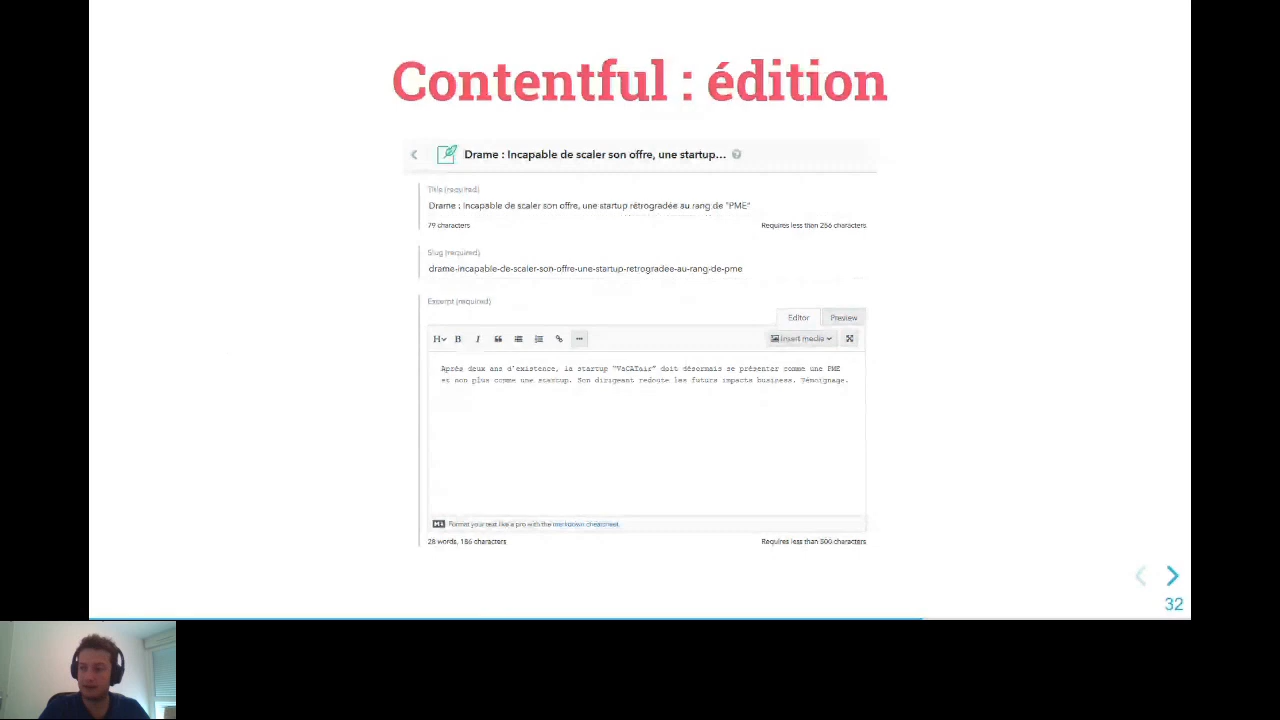 Contentful : édition
Drame : Incapable de scaler son offre, une startup...
Title (required)
Drame : Incapable de scaler son offre, une startup rétrogradée au rang de "PME"
79 characters
Requires less than 256 characters
Slug (required)
drame-incapable-de-scaler-son-offre-une-startup-retrogradee-au-rang-de-pme
Excerpt (required)
Editor Preview
H B I Insert media
Après deux ans d'existence, la startup "VaCATair" doit désormais se présenter comme une PME
et non plus comme une startup. Son dirigeant redoute les futurs impacts business. Témoignage.
Format your text like a pro with the markdown cheatsheet.
28 words, 186 characters
Requires less than 300 characters
32